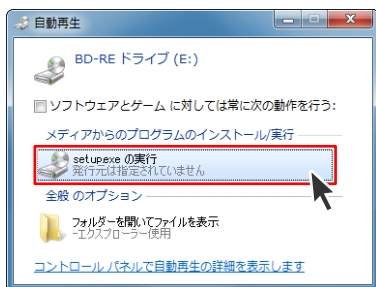 自動再生
BD-RE ドライブ (E:)
ソフトウェアとゲーム に対しては常に次の動作を行う:
メディアからのプログラムのインストール/実行
setup.exe の実行
発行元は指定されていません
全般 のオプション
フォルダーを開いてファイルを表示
-エクスプローラー使用
コントロール パネルで自動再生の詳細を表示します